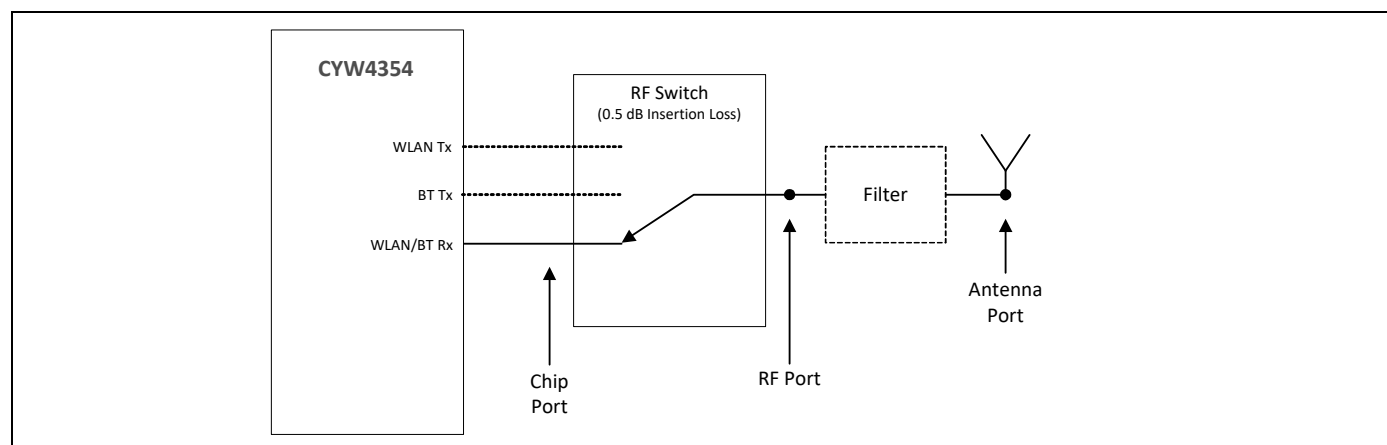 CYW4354
RF Switch
(0.5 dB Insertion Loss)
WLAN Tx
BT Tx
Filter
WLAN/BT Rx
Antenna
Port
RF Port
Chip
Port